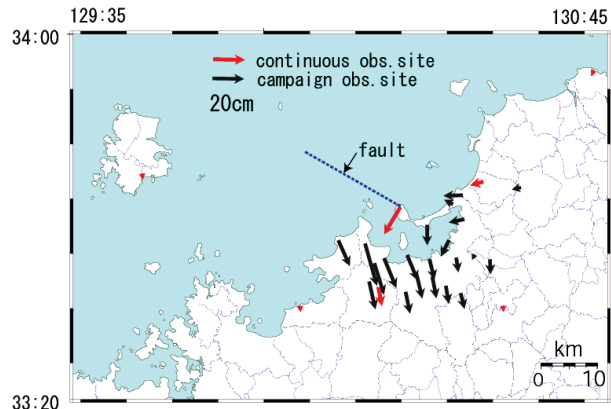 129:35
130:45
34:00
continuous obs.site
campaign obs.site
20cm
fault
km
0 10
33:20